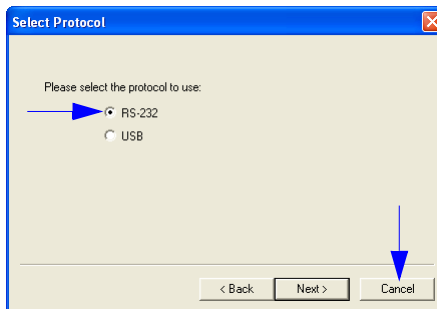 Select Protocol
Please select the protocol to use:
RS-232
USB
< Back Next > Cancel